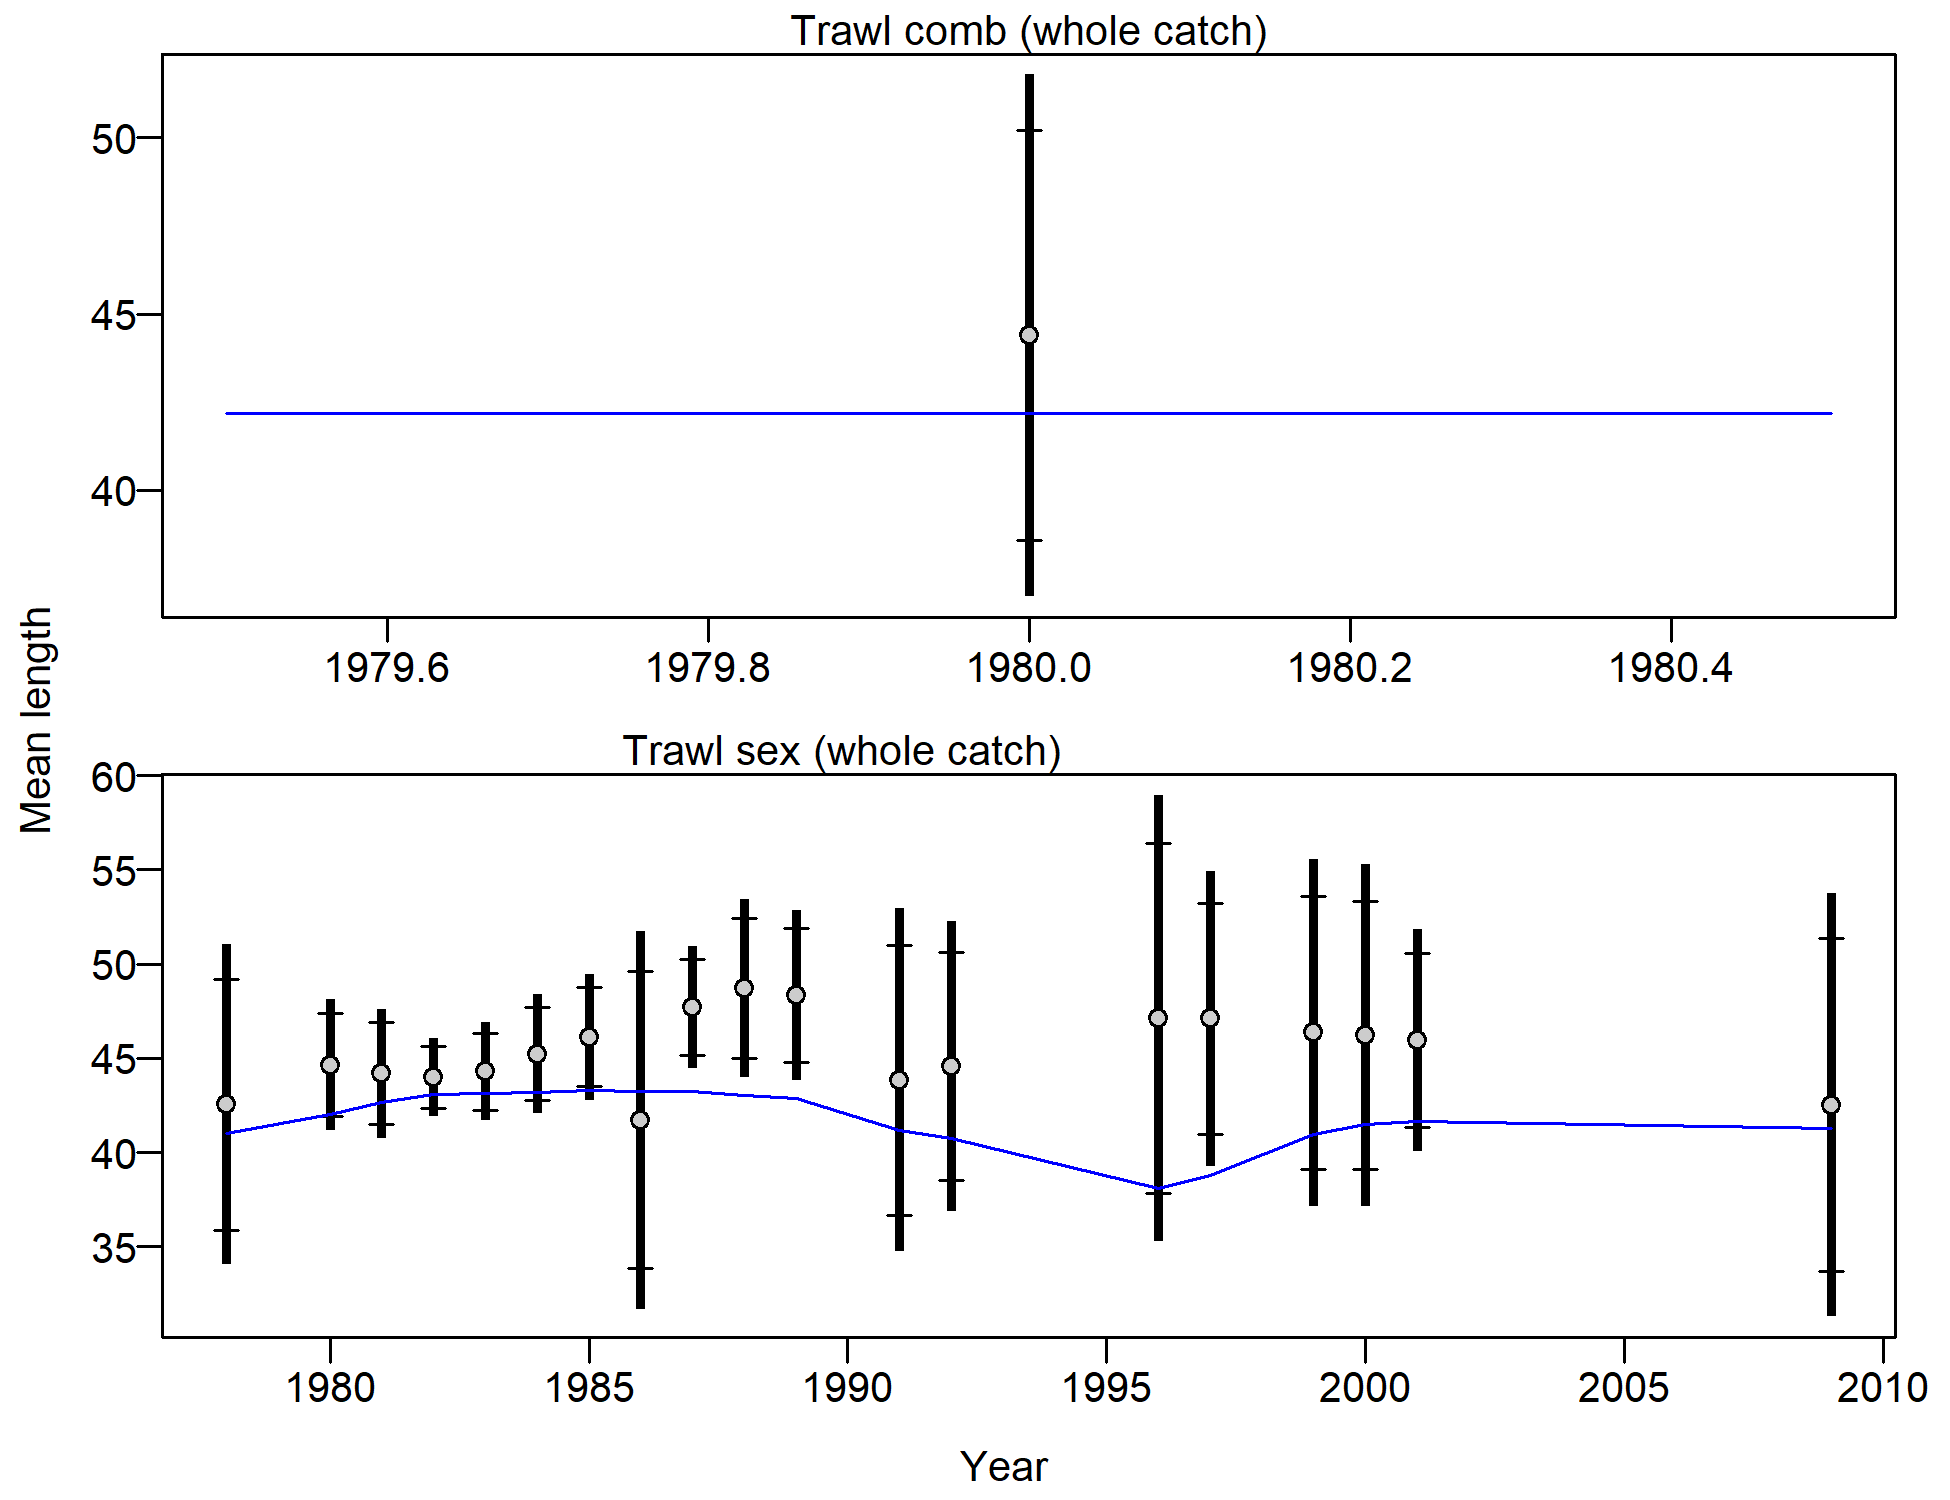 Trawl comb (whole catch)
50
45
40
1979.6 1979.8 1980.0 1980.2 1980.4
Mean length
Trawl sex (whole catch)
60
55
50
45
40
35
1980 1985 1990 1995 2000 2005 2010
Year